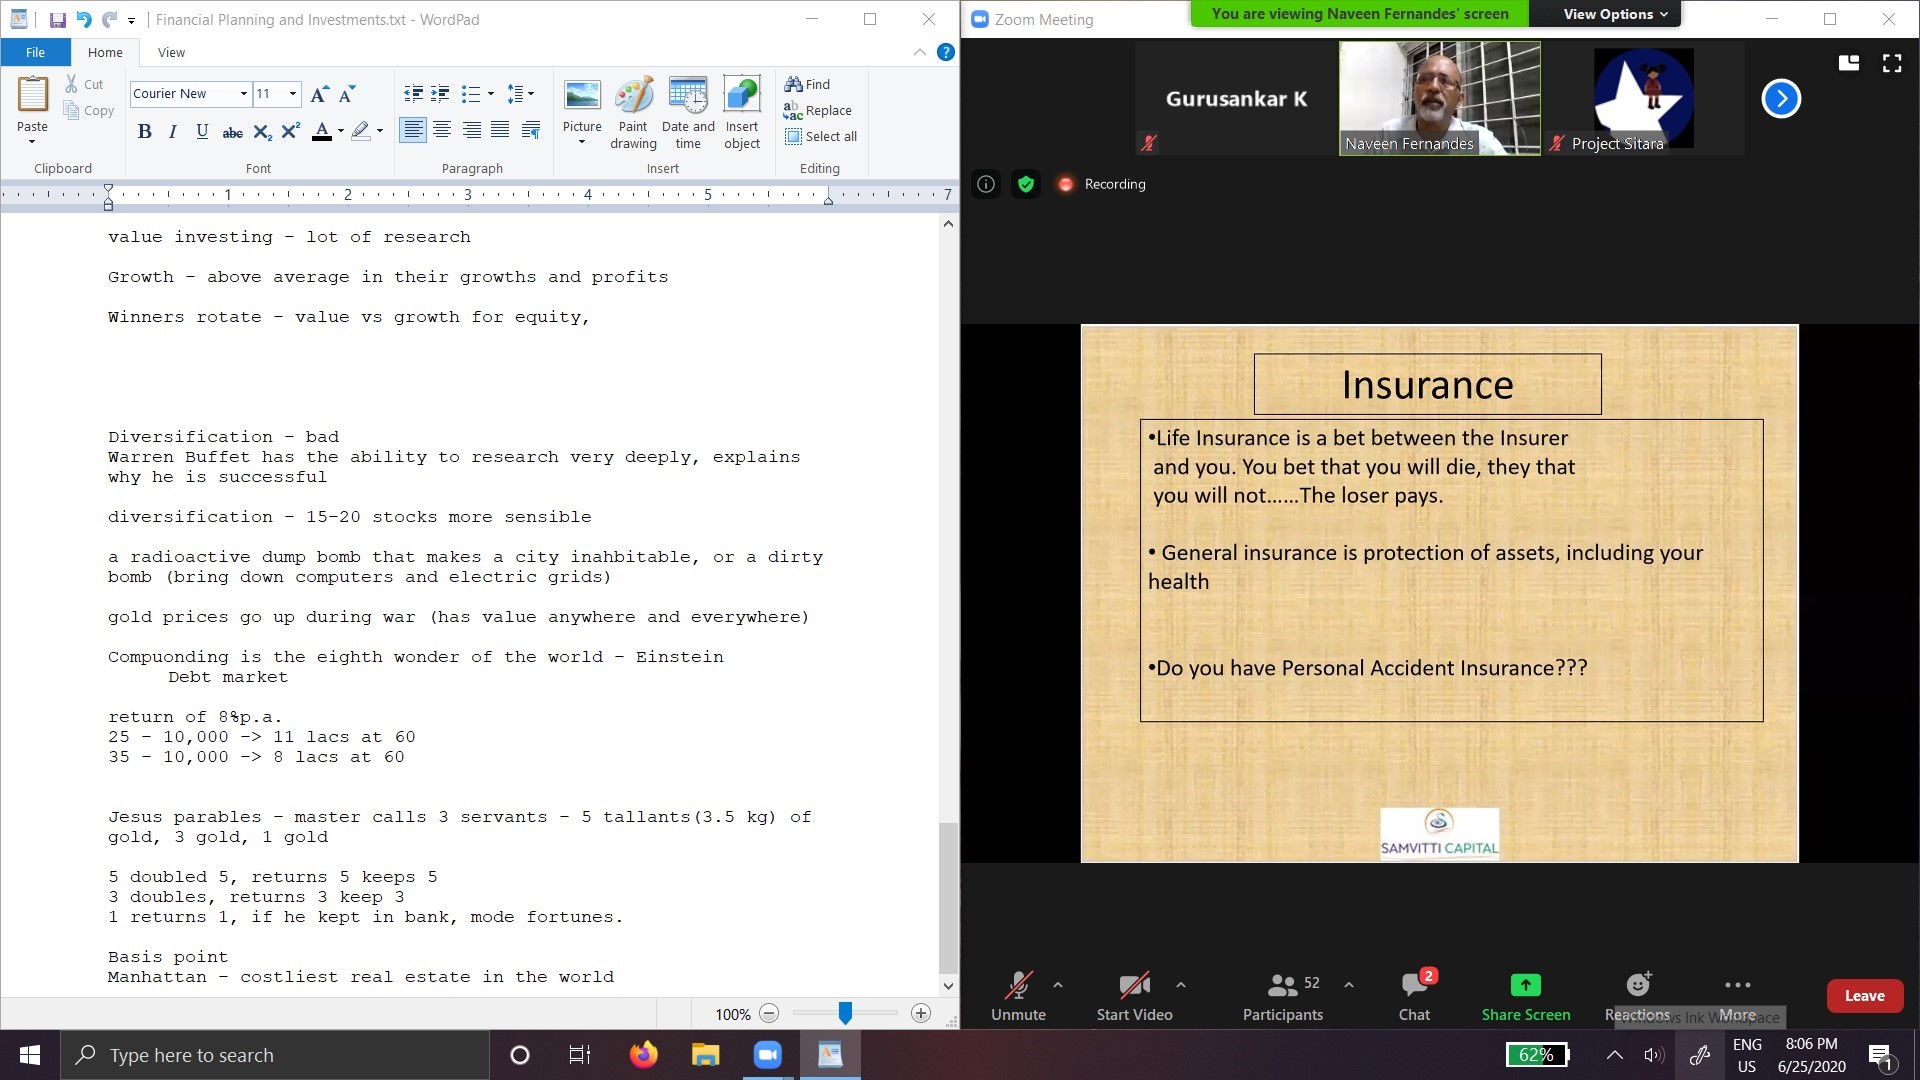 Financial Planning and Investments.txt - WordPad
File
Home
View
Paste
Cut
Copy
Clipboard
Courier New
11
Font
Paragraph
Picture
Paint drawing
Date and time
Insert object
Insert
Find
Replace
Select all
Editing
1 2 3 4 5 7
value investing - lot of research
Growth - above average in their growths and profits
Winners rotate - value vs growth for equity,
Diversification - bad
Warren Buffet has the ability to research very deeply, explains
why he is successful
diversification - 15-20 stocks more sensible
a radioactive dump bomb that makes a city inahbitable, or a dirty
bomb (bring down computers and electric grids)
gold prices go up during war (has value anywhere and everywhere)
Compuonding is the eighth wonder of the world - Einstein
Debt market
return of 8%p.a.
25 - 10,000 -> 11 lacs at 60
35 - 10,000 -> 8 lacs at 60
Jesus parables - master calls 3 servants - 5 tallants(3.5 kg) of
gold, 3 gold, 1 gold
5 doubled 5, returns 5 keeps 5
3 doubles, returns 3 keep 3
1 returns 1, if he kept in bank, mode fortunes.
Basis point
Manhattan - costliest real estate in the world
100%
Zoom Meeting
You are viewing Naveen Fernandes' screen
View Options
Gurusankar K
Naveen Fernandes
Project Sitara
Recording
Insurance
•Life Insurance is a bet between the Insurer
and you. You bet that you will die, they that
you will not……The loser pays.
• General insurance is protection of assets, including your
health
•Do you have Personal Accident Insurance???
SAMVITTI CAPITAL
Unmute
Start Video
52
Participants
2
Chat
Share Screen
Reactions
More
Windows Ink Workspace
Leave
Type here to search
62%
ENG
US
8:06 PM
6/25/2020
1